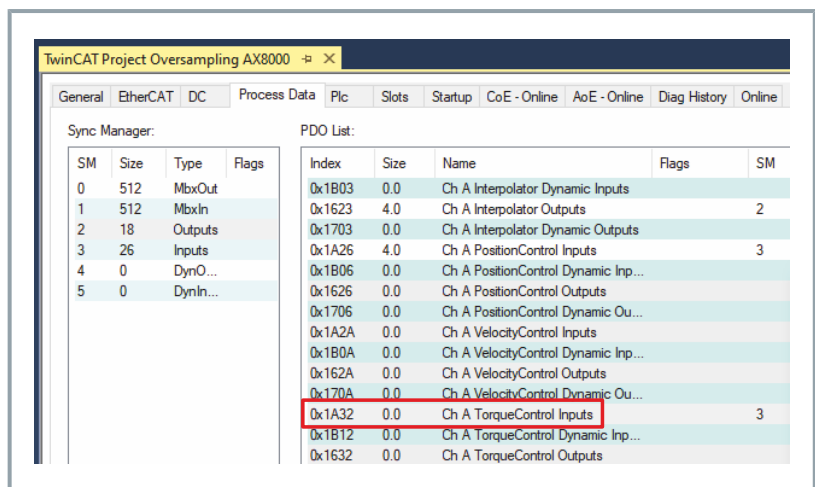 TwinCAT Project Oversampling AX8000
General EtherCAT DC Process Data Plc Slots Startup CoE - Online AoE - Online Diag History Online
Sync Manager: PDO List:
SM Size Type Flags Index Size Name Flags SM
0 512 MbxOut 0x1B03 0.0 Ch A Interpolator Dynamic Inputs
1 512 MbxIn 0x1623 4.0 Ch A Interpolator Outputs 2
2 18 Outputs 0x1703 0.0 Ch A Interpolator Dynamic Outputs
3 26 Inputs 0x1A26 4.0 Ch A PositionControl Inputs 3
4 0 DynO... 0x1B06 0.0 Ch A PositionControl Dynamic Inp...
5 0 DynIn... 0x1626 0.0 Ch A PositionControl Outputs
0x1706 0.0 Ch A PositionControl Dynamic Ou...
0x1A2A 0.0 Ch A VelocityControl Inputs
0x1B0A 0.0 Ch A VelocityControl Dynamic Inp...
0x162A 0.0 Ch A VelocityControl Outputs
0x170A 0.0 Ch A VelocityControl Dynamic Ou...
0x1A32 0.0 Ch A TorqueControl Inputs 3
0x1B12 0.0 Ch A TorqueControl Dynamic Inp...
0x1632 0.0 Ch A TorqueControl Outputs